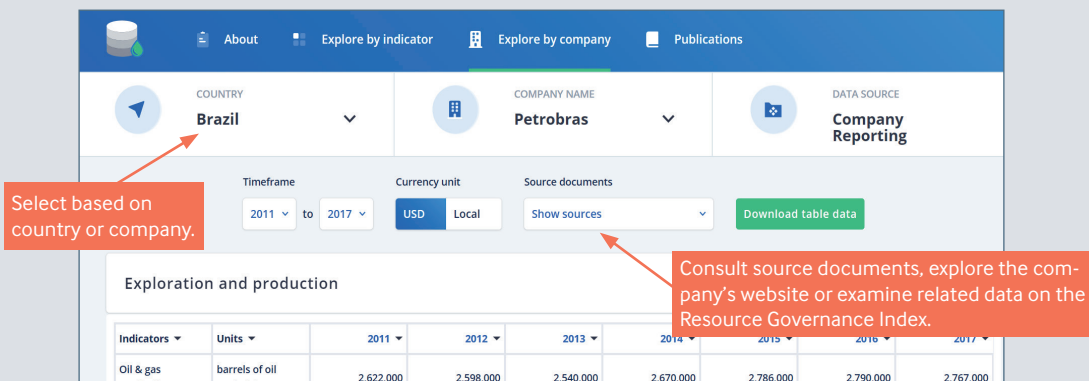 About
Explore by indicator
Explore by company
Publications
COUNTRY
Brazil
COMPANY NAME
Petrobras
DATA SOURCE
Company
Reporting
Select based on
country or company.
Timeframe
2011 to 2017
Currency unit
USD Local
Source documents
Show sources
Download table data
Consult source documents, explore the com-
pany's website or examine related data on the
Resource Governance Index.
Exploration and production
Indicators Units 2011 2012 2013 2014 2015 2016 2017
Oil & gas barrels of oil 2,622,000 2,598,000 2,540,000 2,670,000 2,786,000 2,790,000 2,767,000